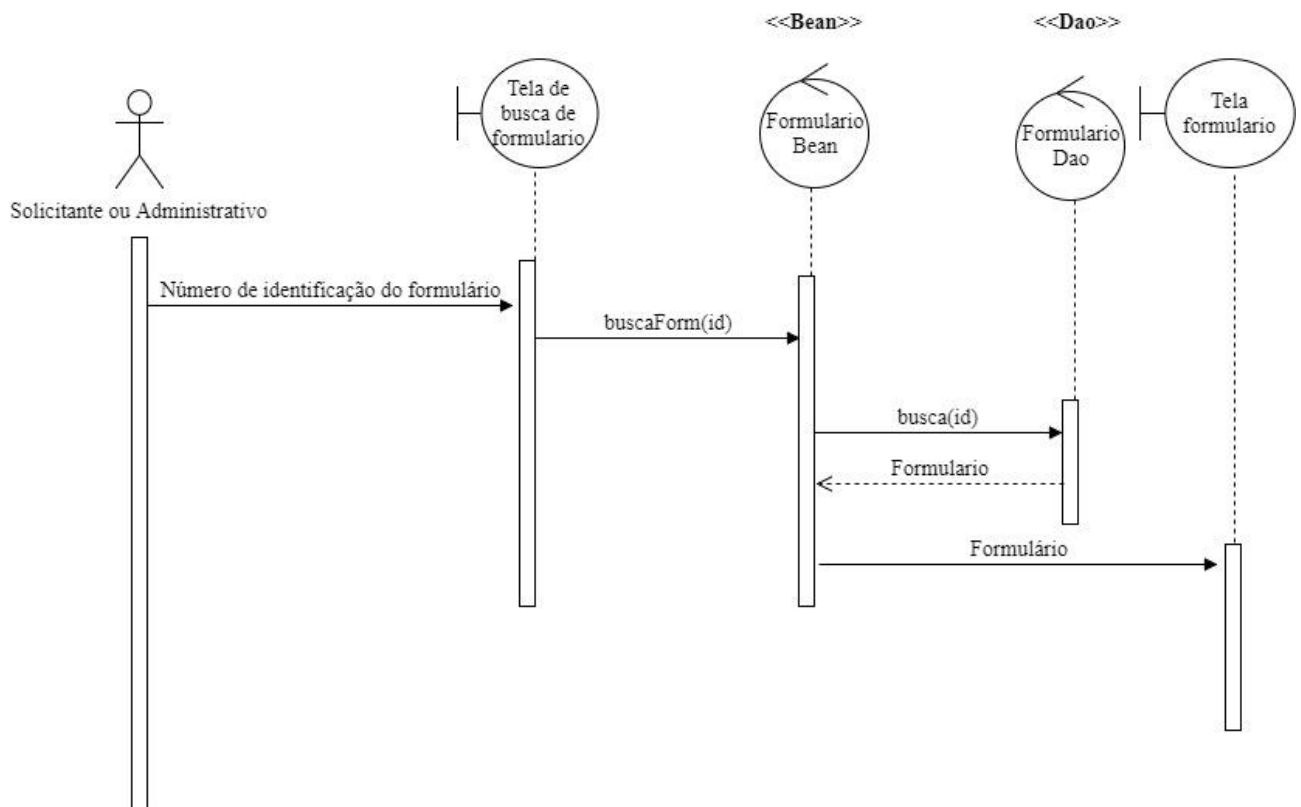 <<Bean>>
<<Dao>>
Tela de
busca de
formulario
Formulario
Bean
Formulario
Dao
Tela
formulario
Solicitante ou Administrativo
Número de identificação do formulário
buscaForm(id)
busca(id)
Formulario
Formulário